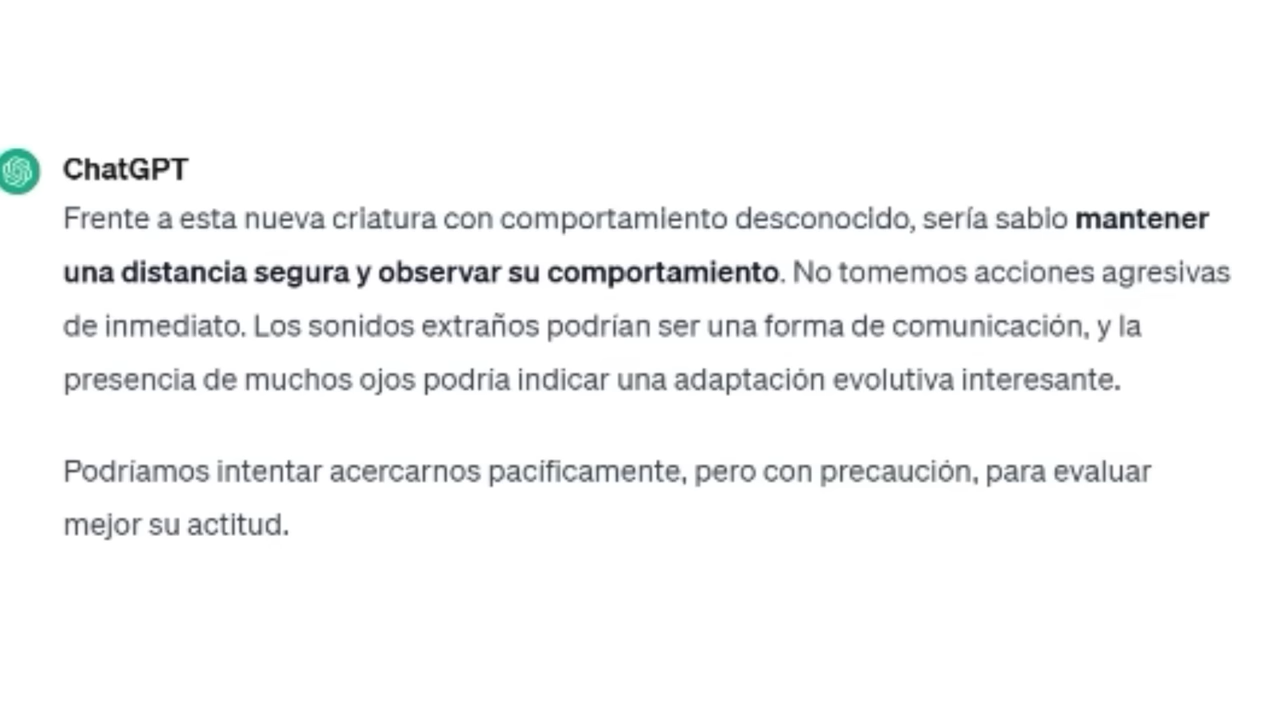 ChatGPT
Frente a esta nueva criatura con comportamiento desconocido, sería sabio mantener
una distancia segura y observar su comportamiento. No tomemos acciones agresivas
de inmediato. Los sonidos extraños podrían ser una forma de comunicación, y la
presencia de muchos ojos podría indicar una adaptación evolutiva interesante.
Podríamos intentar acercarnos pacíficamente, pero con precaución, para evaluar
mejor su actitud.